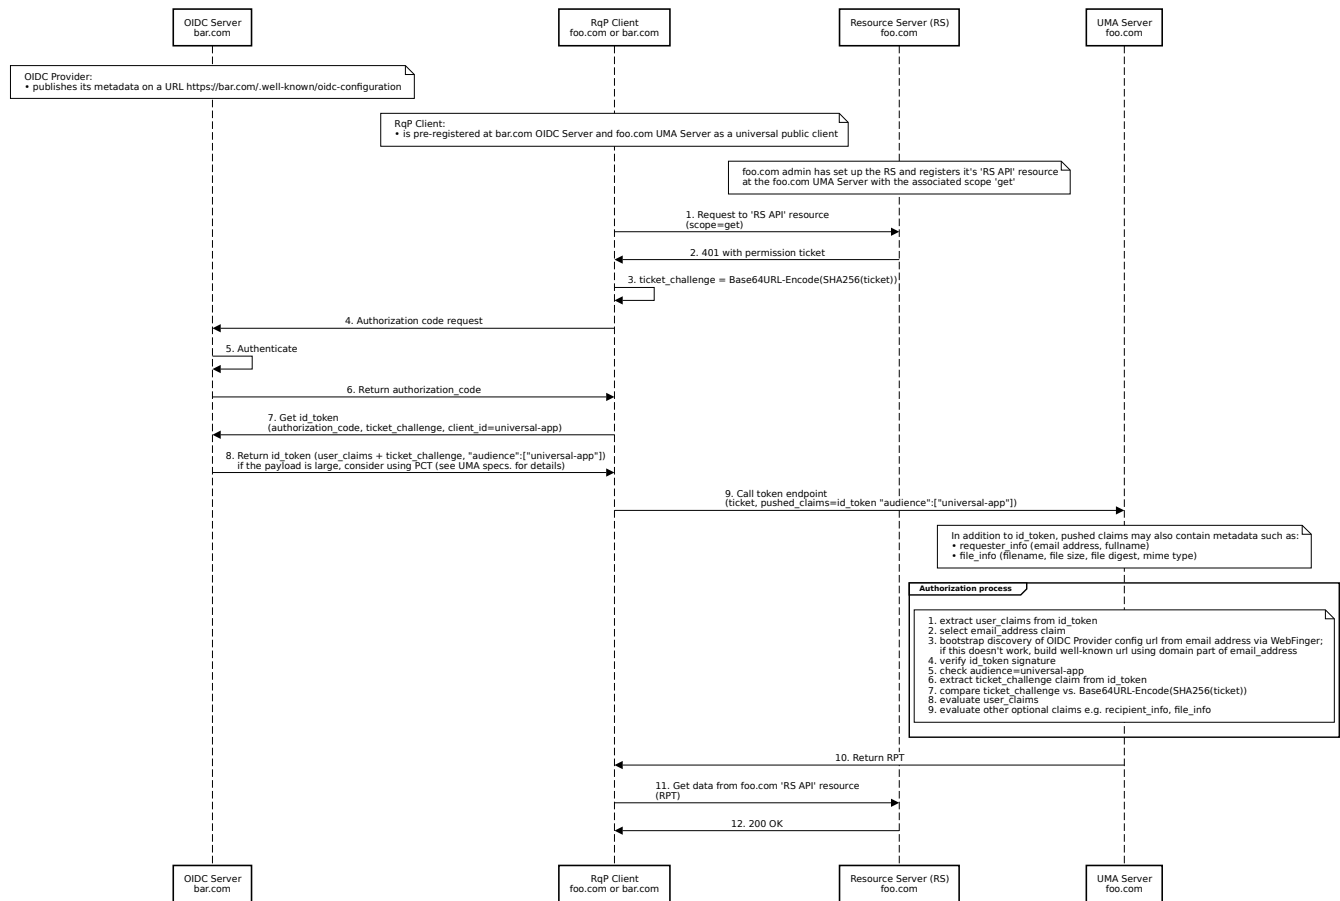 OIDC Server
bar.com
RqP Client
foo.com or bar.com
Resource Server (RS)
foo.com
UMA Server
foo.com
OIDC Provider:
• publishes its metadata on a URL https://bar.com/.well-known/oidc-configuration
RqP Client:
• is pre-registered at bar.com OIDC Server and foo.com UMA Server as a universal public client
foo.com admin has set up the RS and registers it's 'RS API' resource
at the foo.com UMA Server with the associated scope 'get'
1. Request to 'RS API' resource
(scope=get)
2. 401 with permission ticket
3. ticket_challenge = Base64URL-Encode(SHA256(ticket))
4. Authorization code request
5. Authenticate
6. Return authorization_code
7. Get id_token
(authorization_code, ticket_challenge, client_id=universal-app)
8. Return id_token (user_claims + ticket_challenge, "audience":["universal-app"])
if the payload is large, consider using PCT (see UMA specs. for details)
9. Call token endpoint
(ticket, pushed_claims=id_token "audience":["universal-app"])
In addition to id_token, pushed claims may also contain metadata such as:
• requester_info (email address, fullname)
• file_info (filename, file size, file digest, mime type)
Authorization process
1. extract user_claims from id_token
2. select email_address claim
3. bootstrap discovery of OIDC Provider config url from email address via WebFinger;
if this doesn't work, build well-known url using domain part of email_address
4. verify id_token signature
5. check audience=universal-app
6. extract ticket_challenge claim from id_token
7. compare ticket_challenge vs. Base64URL-Encode(SHA256(ticket))
8. evaluate user_claims
9. evaluate other optional claims e.g. recipient_info, file_info
10. Return RPT
11. Get data from foo.com 'RS API' resource
(RPT)
12. 200 OK
OIDC Server
bar.com
RqP Client
foo.com or bar.com
Resource Server (RS)
foo.com
UMA Server
foo.com